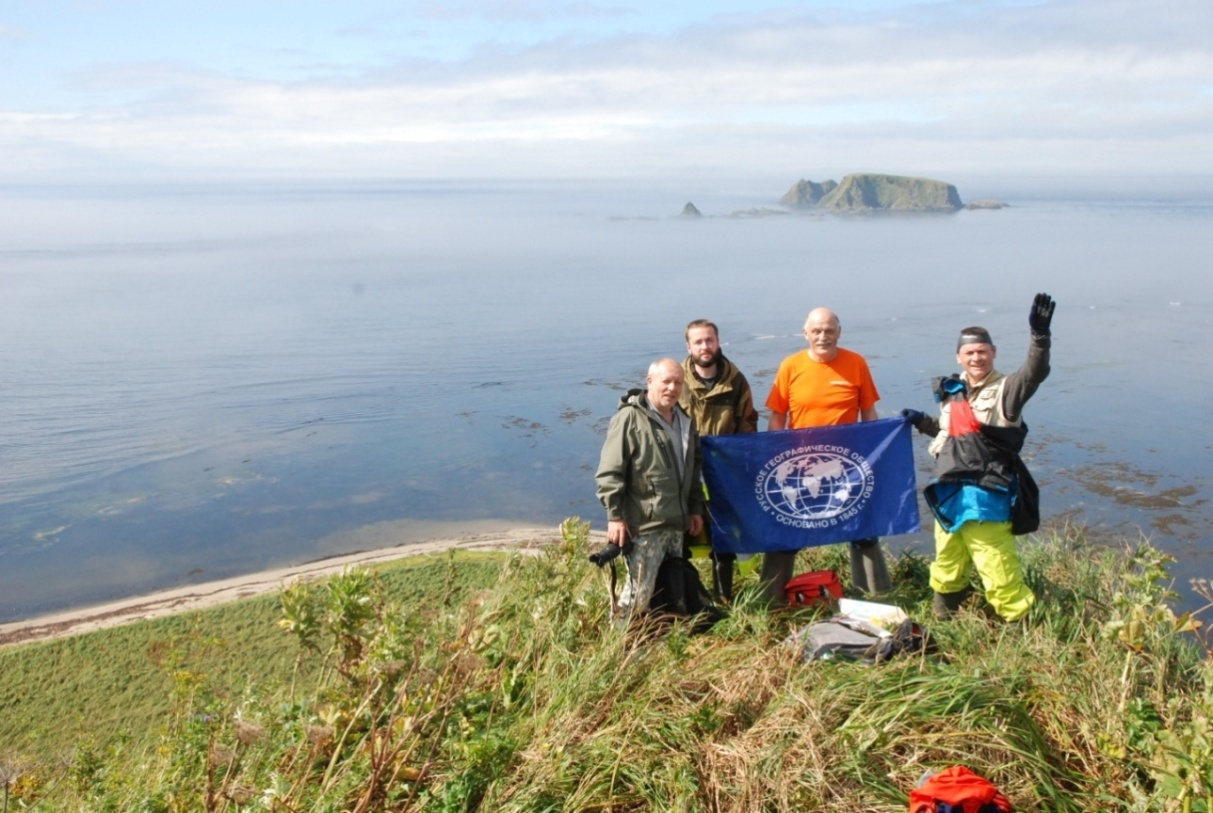 РУССКОЕ ГЕОГРАФИЧЕСКОЕ ОБЩЕСТВО
• ОСНОВАНО В 1845 г. •